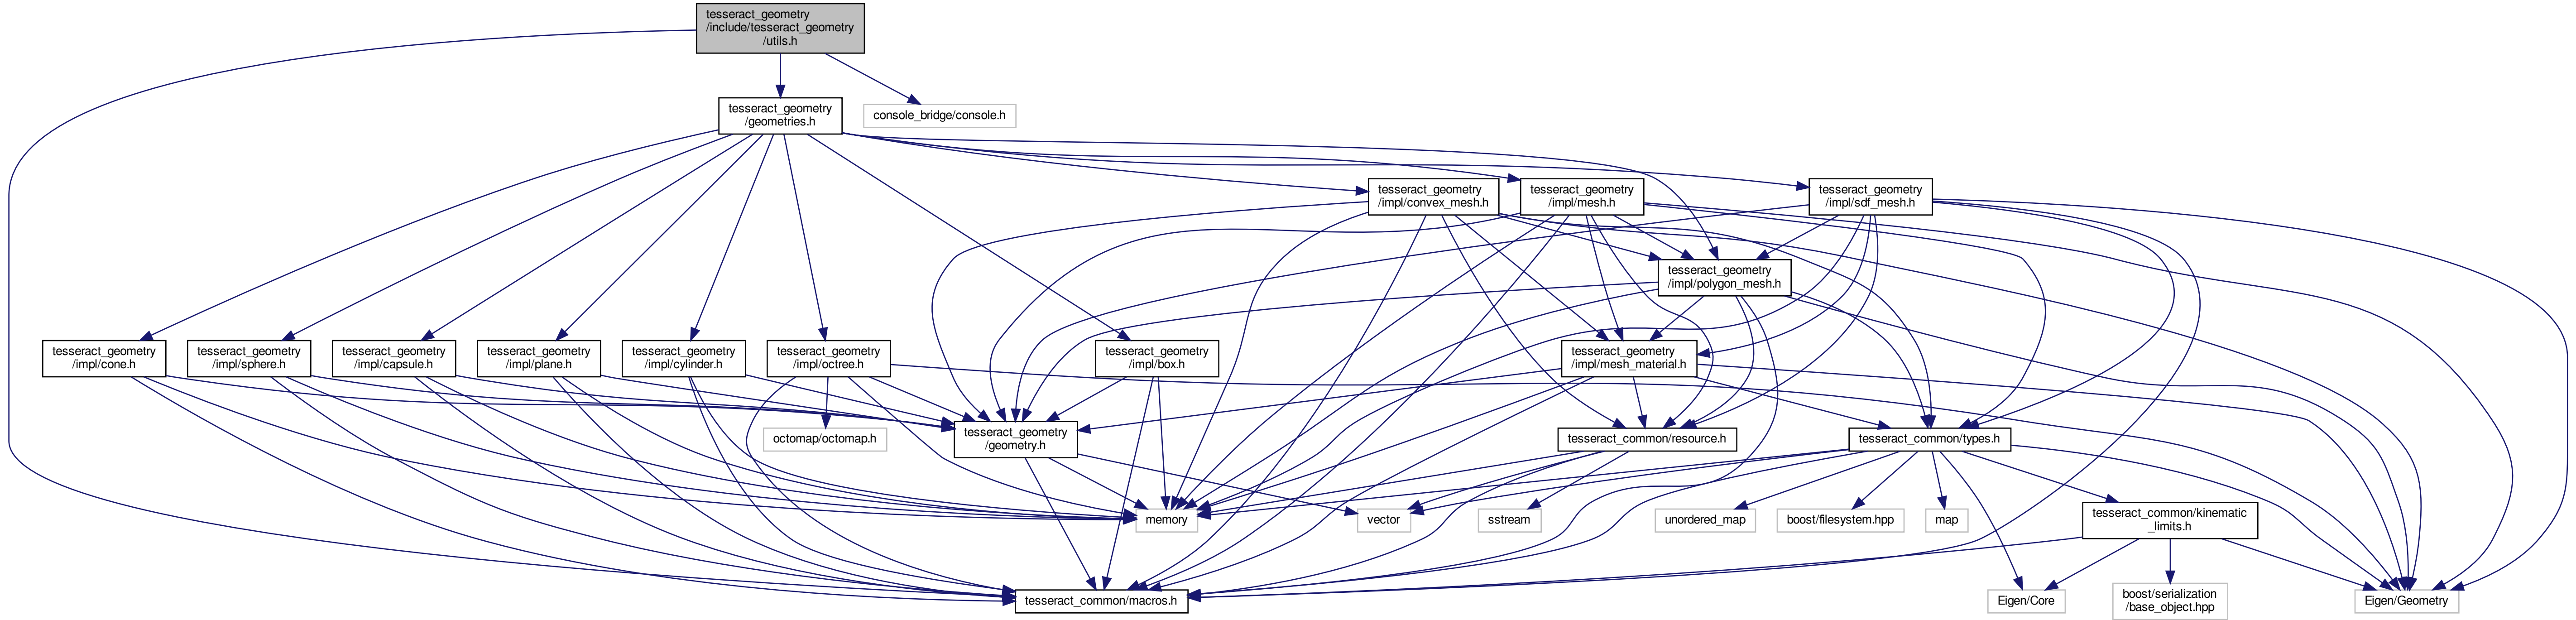 tesseract_geometry
/include/tesseract_geometry
/utils.h
tesseract_geometry
/geometries.h
console_bridge/console.h
tesseract_geometry
/impl/convex_mesh.h
tesseract_geometry
/impl/mesh.h
tesseract_geometry
/impl/sdf_mesh.h
tesseract_geometry
/impl/polygon_mesh.h
tesseract_geometry
/impl/cone.h
tesseract_geometry
/impl/sphere.h
tesseract_geometry
/impl/capsule.h
tesseract_geometry
/impl/plane.h
tesseract_geometry
/impl/cylinder.h
tesseract_geometry
/impl/octree.h
tesseract_geometry
/impl/box.h
tesseract_geometry
/impl/mesh_material.h
octomap/octomap.h
tesseract_geometry
/geometry.h
tesseract_common/resource.h
tesseract_common/types.h
memory
vector
sstream
unordered_map
boost/filesystem.hpp
map
tesseract_common/kinematic
_limits.h
tesseract_common/macros.h
Eigen/Core
boost/serialization
/base_object.hpp
Eigen/Geometry